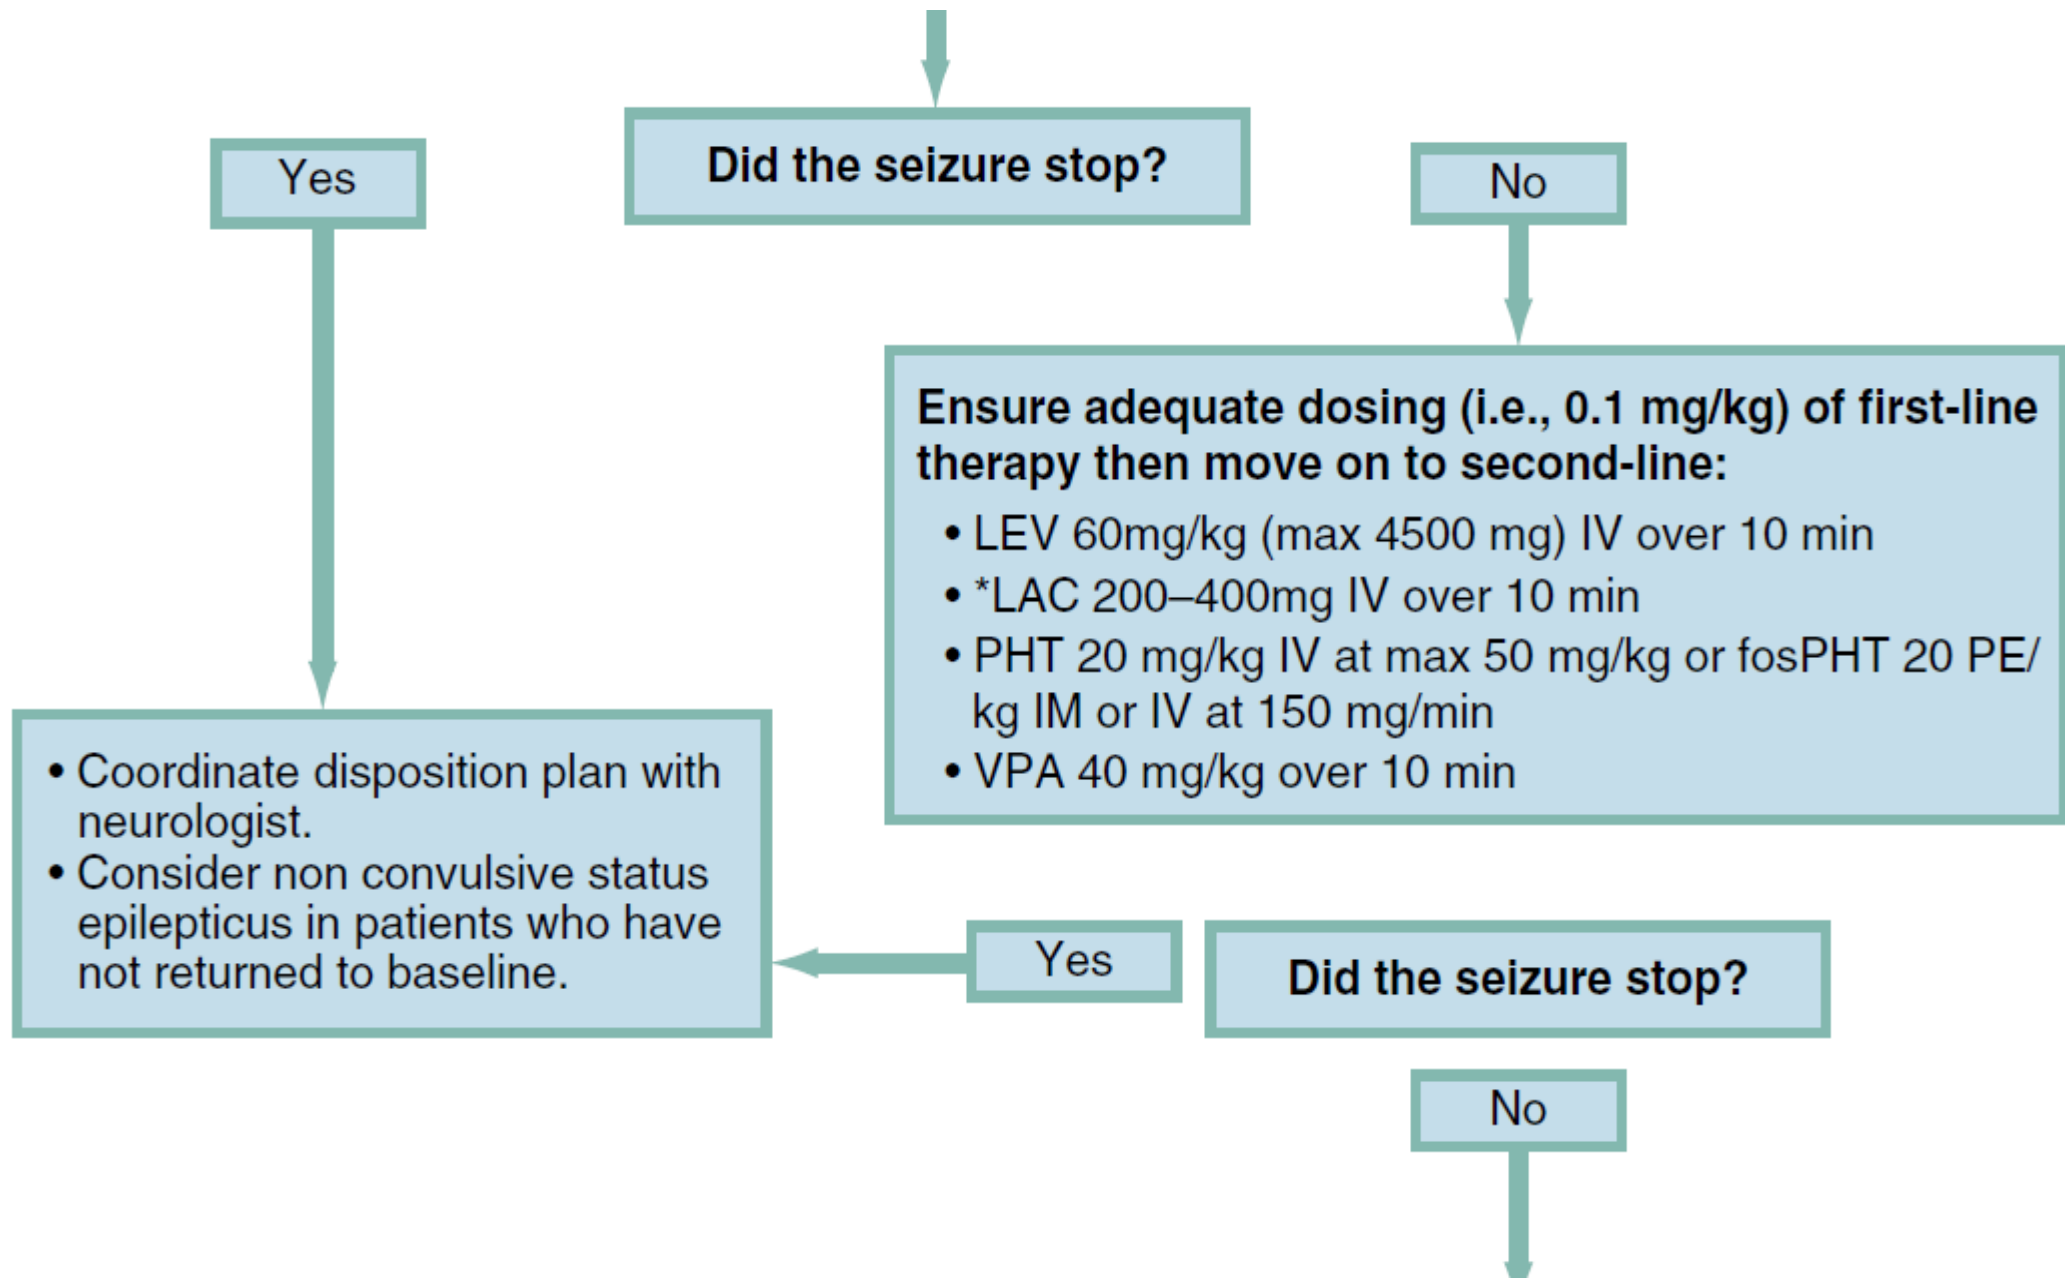 Did the seizure stop?
Yes
No
Ensure adequate dosing (i.e., 0.1 mg/kg) of first-line
therapy then move on to second-line:
• LEV 60mg/kg (max 4500 mg) IV over 10 min
• *LAC 200–400mg IV over 10 min
• PHT 20 mg/kg IV at max 50 mg/kg or fosPHT 20 PE/
kg IM or IV at 150 mg/min
• VPA 40 mg/kg over 10 min
• Coordinate disposition plan with
neurologist.
• Consider non convulsive status
epilepticus in patients who have
not returned to baseline.
Yes
Did the seizure stop?
No